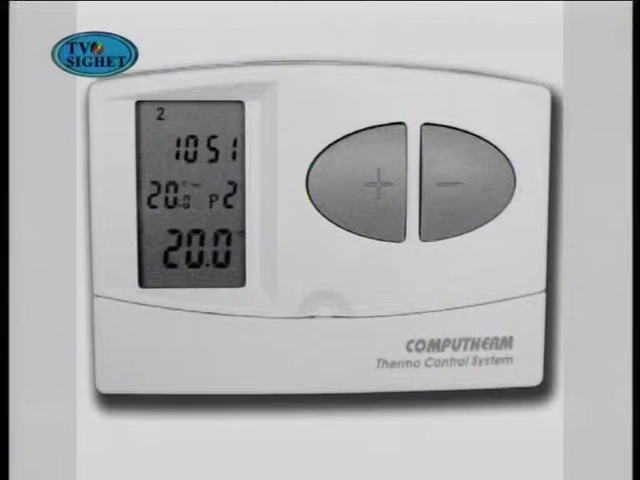 TV SIGHET
2
10 51
20.0 P2
20.0
+ -
COMPUTHERM
Thermo Control System